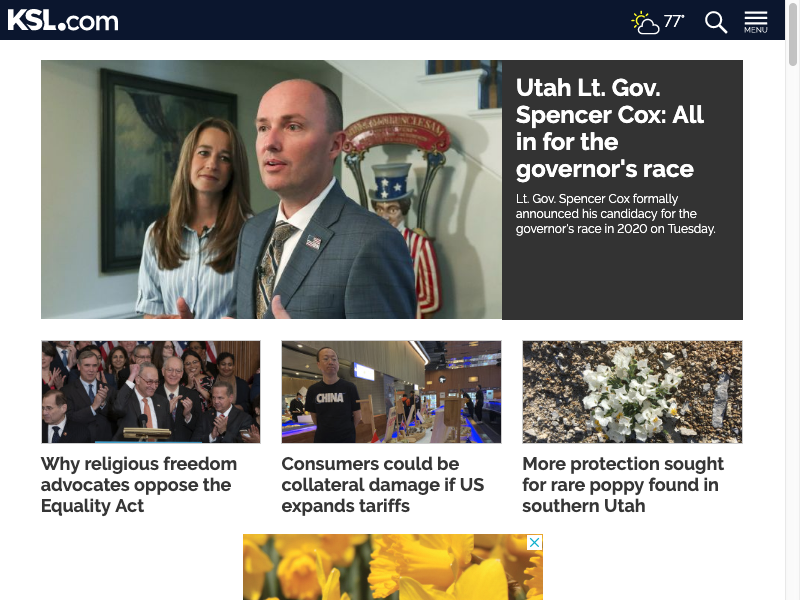 KSL.com
77°
MENU
Utah Lt. Gov.
Spencer Cox: All
in for the
governor's race
Lt. Gov. Spencer Cox formally
announced his candidacy for the
governor's race in 2020 on Tuesday.
CHINA
Why religious freedom
advocates oppose the
Equality Act
Consumers could be
collateral damage if US
expands tariffs
More protection sought
for rare poppy found in
southern Utah